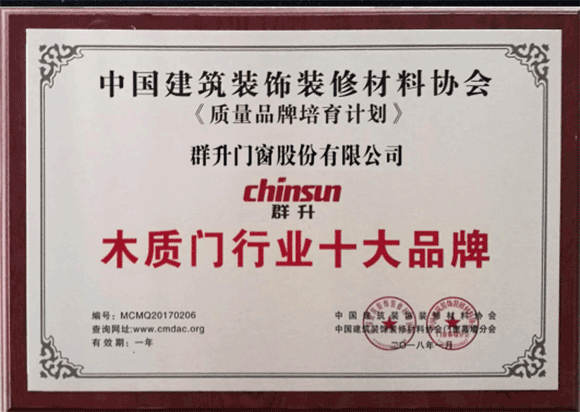 中国建筑装饰装修材料协会
《质量品牌培育计划》
群升门窗股份有限公司
chinsun
群升
木质门行业十大品牌
编号：MCMQ20170206
查询网址:www.cmdac.org
有效期：一年
中国建筑装饰装修材料协会
中国建筑装饰装修材料协会门窗幕墙分会
二〇一八年一月